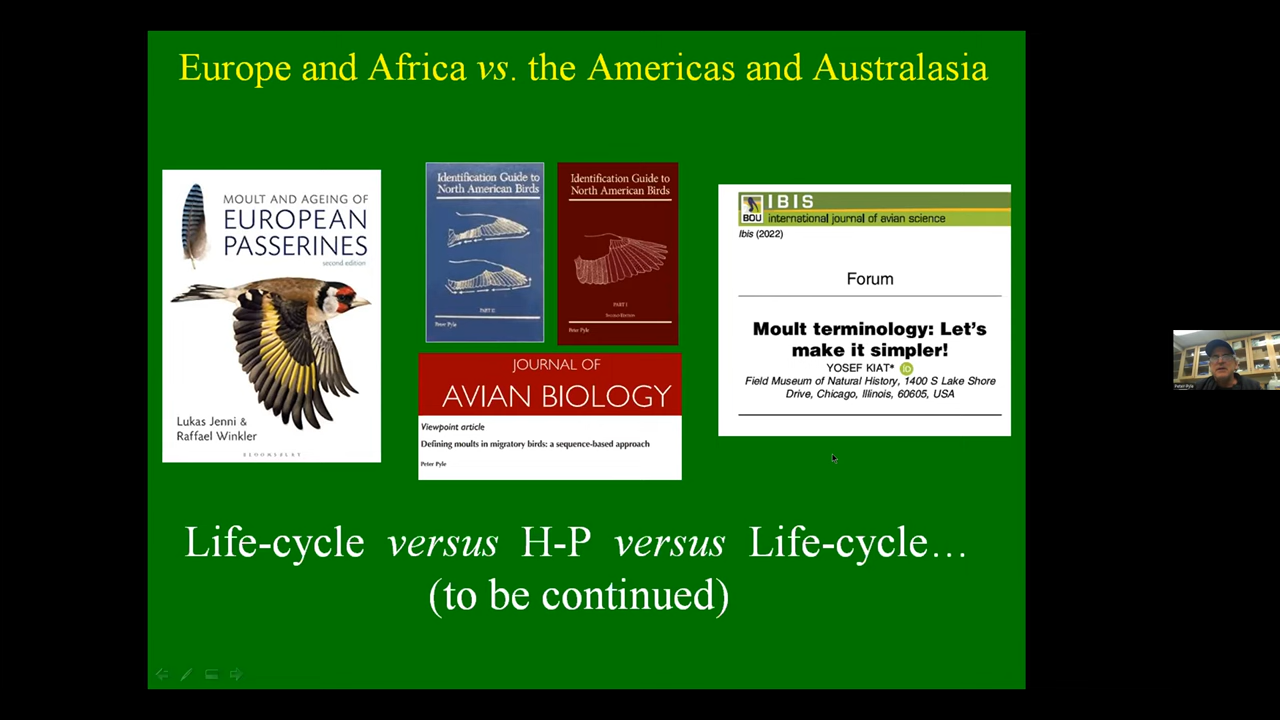 Europe and Africa vs. the Americas and Australasia
MOULT AND AGEING OF
EUROPEAN
PASSERINES
second edition
Lukas Jenni &
Raffael Winkler
BLOOMSBURY
Identification Guide to
North American Birds
PART II
Peter Pyle
Identification Guide to
North American Birds
PART I
SECOND EDITION
Peter Pyle
JOURNAL OF
AVIAN BIOLOGY
Viewpoint article
Defining moults in migratory birds: a sequence-based approach
Peter Pyle
BOU
IBIS
international journal of avian science
Ibis (2022)
Forum
Moult terminology: Let's
make it simpler!
YOSEF KIAT* iD
Field Museum of Natural History, 1400 S Lake Shore
Drive, Chicago, Illinois, 60605, USA
Life-cycle versus H-P versus Life-cycle…
(to be continued)
Peter Pyle